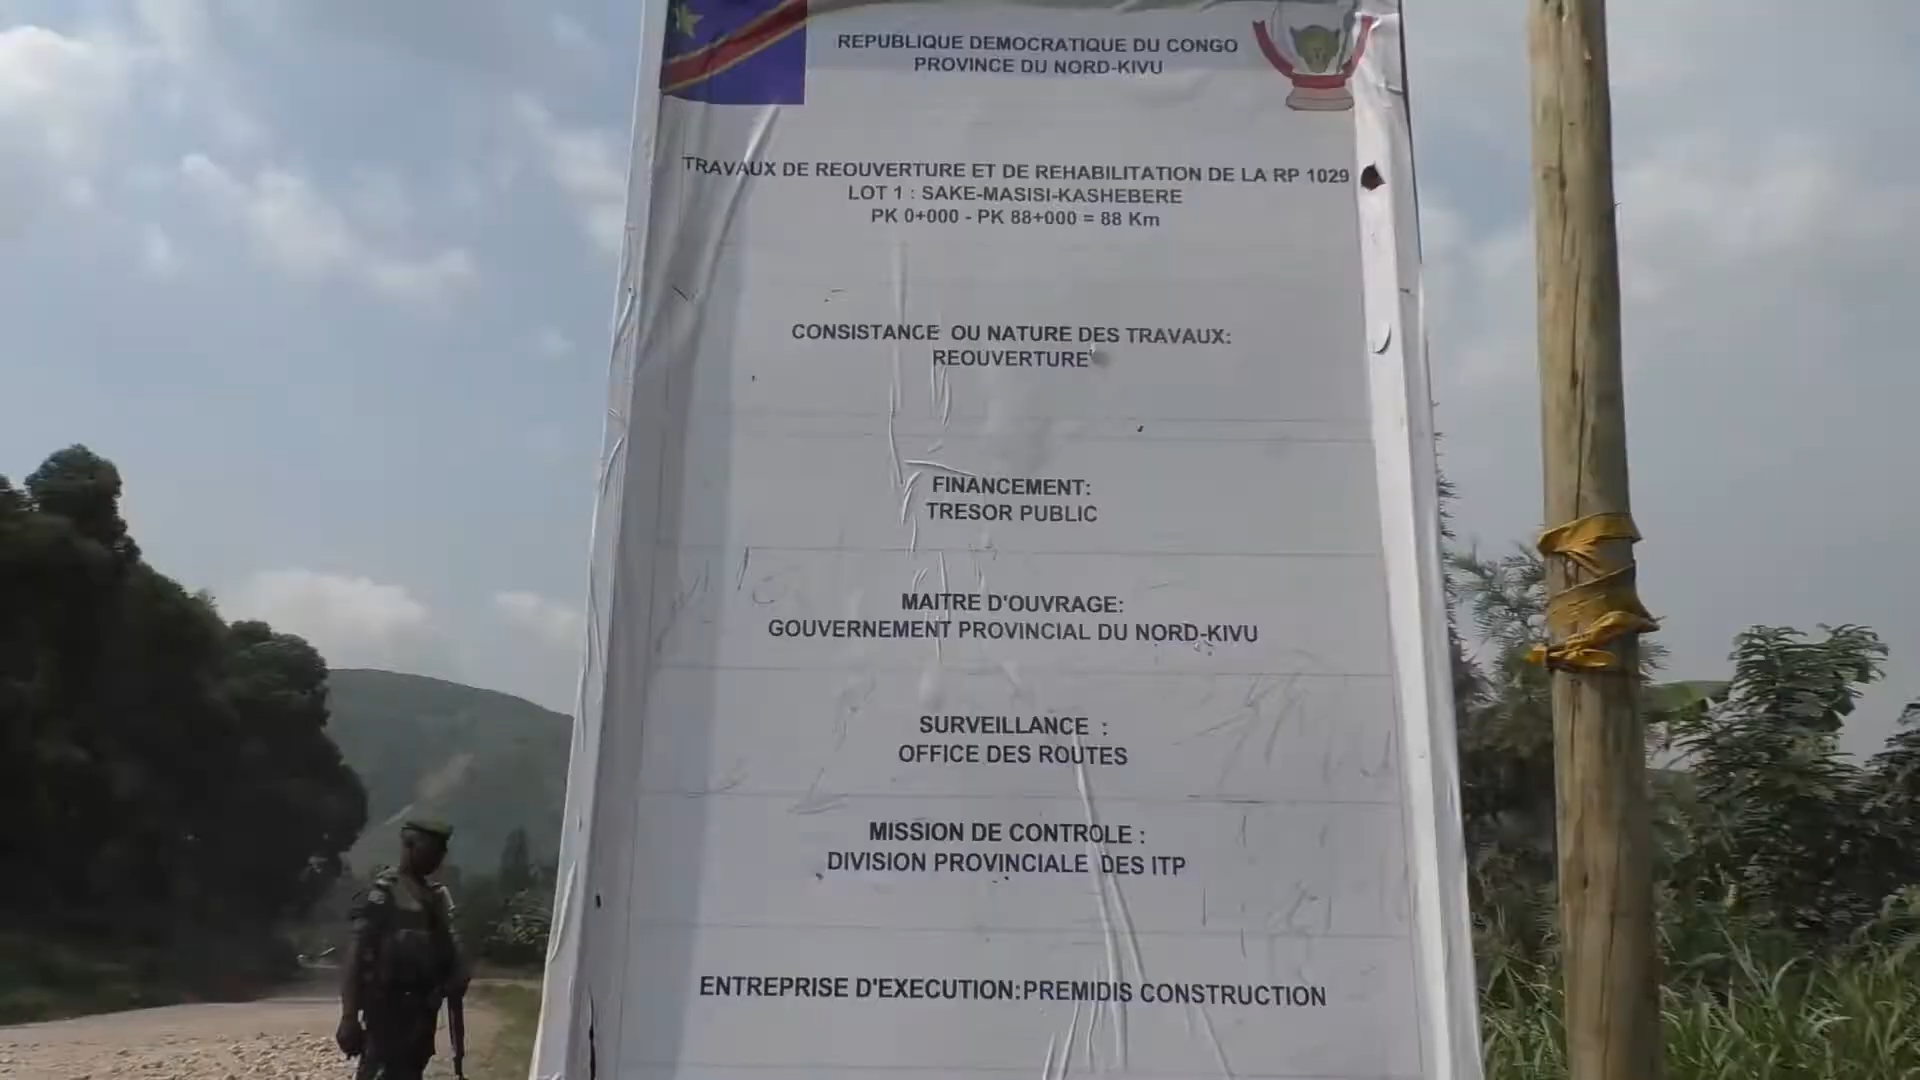 REPUBLIQUE DEMOCRATIQUE DU CONGO
PROVINCE DU NORD-KIVU
TRAVAUX DE REOUVERTURE ET DE REHABILITATION DE LA RP 1029
LOT 1 : SAKE-MASISI-KASHEBERE
PK 0+000 - PK 88+000 = 88 Km
CONSISTANCE OU NATURE DES TRAVAUX:
REOUVERTURE
FINANCEMENT:
TRESOR PUBLIC
MAITRE D'OUVRAGE:
GOUVERNEMENT PROVINCIAL DU NORD-KIVU
SURVEILLANCE :
OFFICE DES ROUTES
MISSION DE CONTROLE :
DIVISION PROVINCIALE DES ITP
ENTREPRISE D'EXECUTION:PREMIDIS CONSTRUCTION